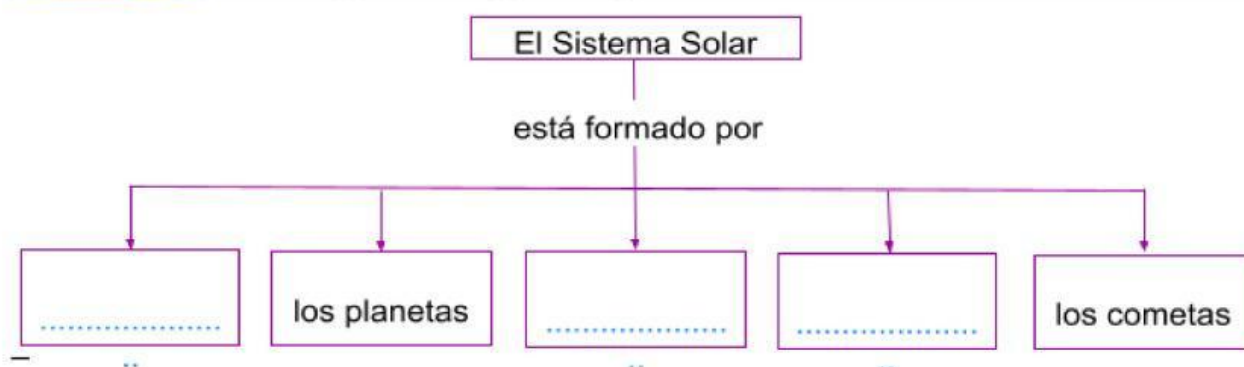 El Sistema Solar
está formado por
....................
los planetas
....................
....................
los cometas